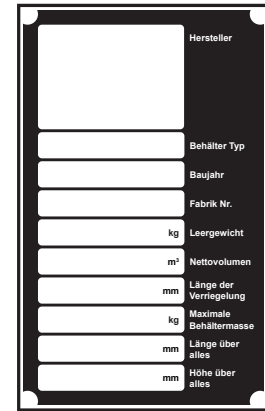 Hersteller
Behälter Typ
Baujahr
Fabrik Nr.
kg Leergewicht
m³ Nettovolumen
mm Länge der
Verriegelung
kg Maximale
Behältermasse
mm Länge über
alles
mm Höhe über
alles